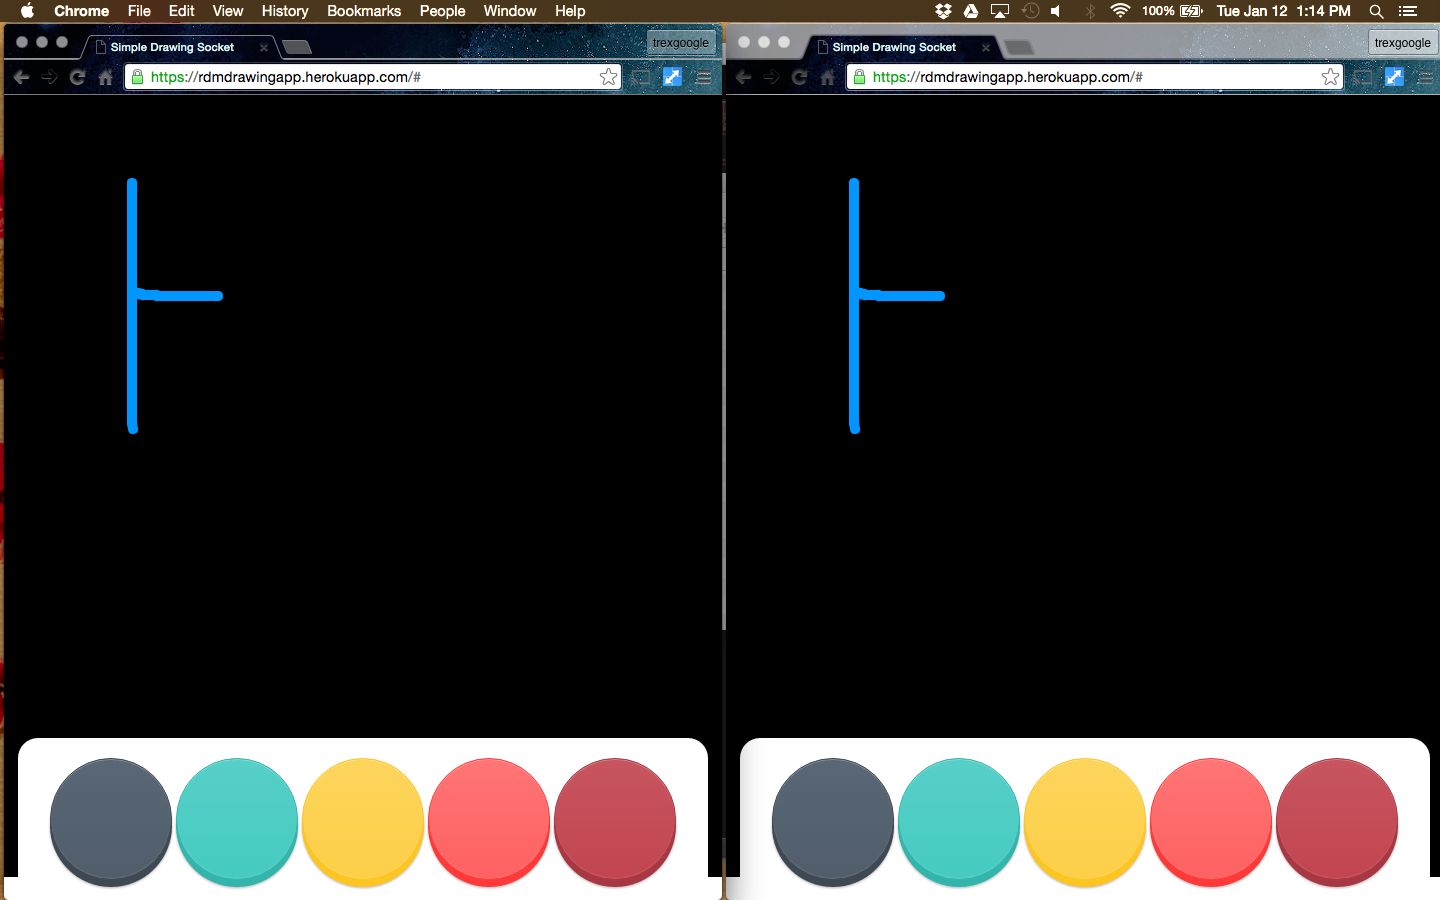 Chrome File Edit View History Bookmarks People Window Help 100% Tue Jan 12 1:14 PM
Simple Drawing Socket trexgoogle
https://rdmdrawingapp.herokuapp.com/#
Simple Drawing Socket trexgoogle
https://rdmdrawingapp.herokuapp.com/#